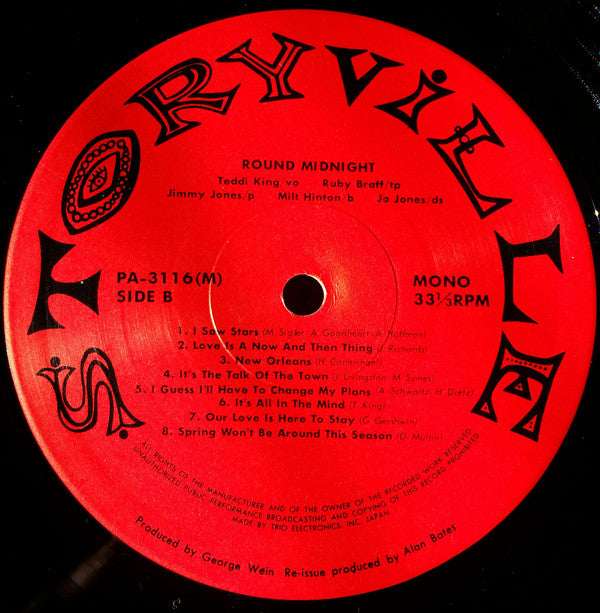 STORYVILLE
ROUND MIDNIGHT
Teddi King/vo Ruby Braff/tp
Jimmy Jones/p Milt Hinton/b Jo Jones/ds
PA-3116(M)
SIDE B
MONO
33⅓RPM
1. I Saw Stars (M. Sigler·A. Goodheart·A. Hoffman)
2. Love Is A Now And Then Thing (J. Richards)
3. New Orleans (H. Carmichael)
4. It's The Talk Of The Town (J. Livingston·M. Symes)
5. I Guess I'll Have To Change My Plans (A. Schwartz, H. Dietz)
6. It's All In The Mind (T. King)
7. Our Love Is Here To Stay (G. Gershwin)
8. Spring Won't Be Around This Season (D. Mallin)
ALL RIGHTS OF THE MANUFACTURER AND OF THE OWNER OF THE RECORDED WORK RESERVED
UNAUTHORIZED PUBLIC PERFORMANCE BROADCASTING AND COPYING OF THIS RECORD PROHIBITED
MADE BY TRIO ELECTRONICS, INC. JAPAN
Produced by George Wein Re-issue produced by Alan Bates